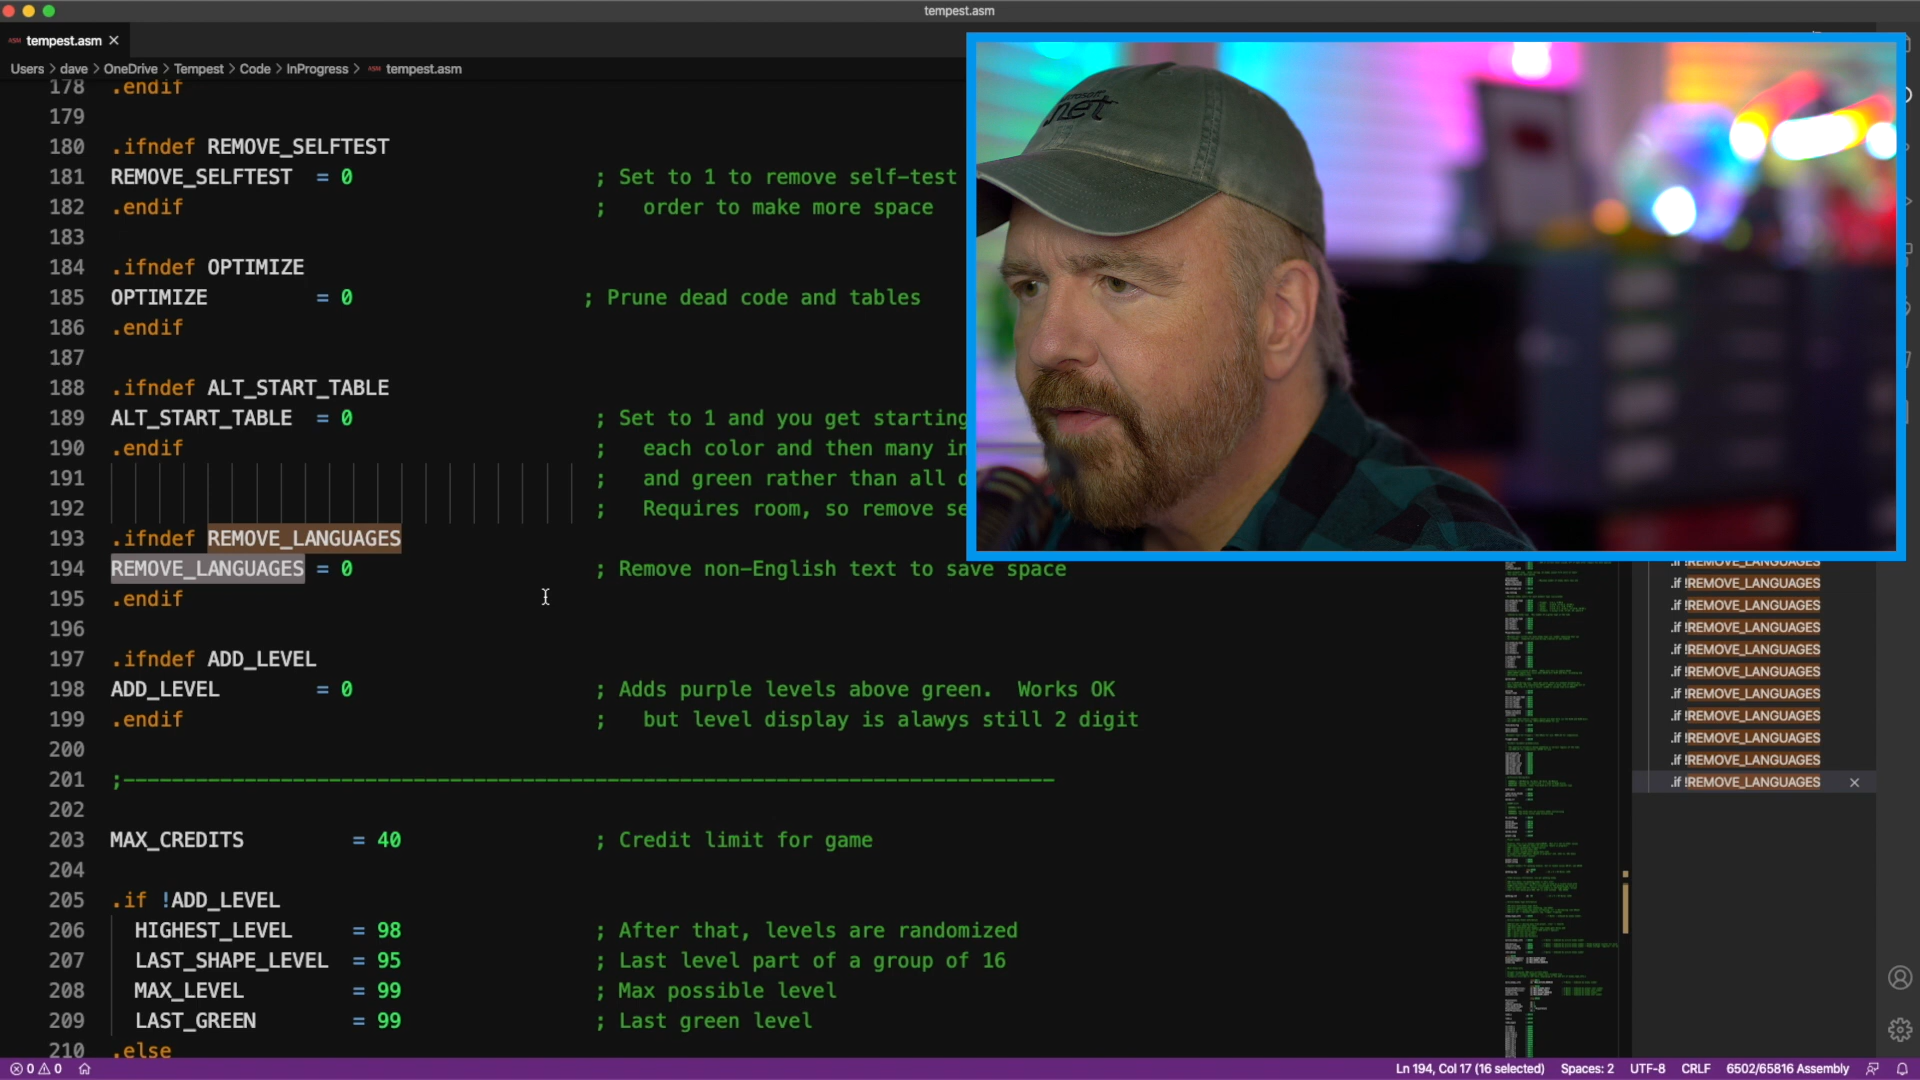 tempest.asm
ASM tempest.asm
Users > dave > OneDrive > Tempest > Code > InProgress > ASM tempest.asm
178 .endif
179
180 .ifndef REMOVE_SELFTEST
181 REMOVE_SELFTEST = 0 ; Set to 1 to remove self-test
182 .endif ; order to make more space
183
184 .ifndef OPTIMIZE
185 OPTIMIZE = 0 ; Prune dead code and tables
186 .endif
187
188 .ifndef ALT_START_TABLE
189 ALT_START_TABLE = 0 ; Set to 1 and you get starting
190 .endif ; each color and then many in
191 ; and green rather than all
192 ; Requires room, so remove se
193 .ifndef REMOVE_LANGUAGES
194 REMOVE_LANGUAGES = 0 ; Remove non-English text to save space
195 .endif
196
197 .ifndef ADD_LEVEL
198 ADD_LEVEL = 0 ; Adds purple levels above green. Works OK
199 .endif ; but level display is alawys still 2 digit
200
201 ;-----------------------------------------------------------------------------
202
203 MAX_CREDITS = 40 ; Credit limit for game
204
205 .if !ADD_LEVEL
206 HIGHEST_LEVEL = 98 ; After that, levels are randomized
207 LAST_SHAPE_LEVEL = 95 ; Last level part of a group of 16
208 MAX_LEVEL = 99 ; Max possible level
209 LAST_GREEN = 99 ; Last green level
210 .else
.net
.if !REMOVE_LANGUAGES
.if !REMOVE_LANGUAGES
.if !REMOVE_LANGUAGES
.if !REMOVE_LANGUAGES
.if !REMOVE_LANGUAGES
.if !REMOVE_LANGUAGES
.if !REMOVE_LANGUAGES
.if !REMOVE_LANGUAGES
.if !REMOVE_LANGUAGES
.if !REMOVE_LANGUAGES
.if !REMOVE_LANGUAGES
0 0 Ln 194, Col 17 (16 selected) Spaces: 2 UTF-8 CRLF 6502/65816 Assembly